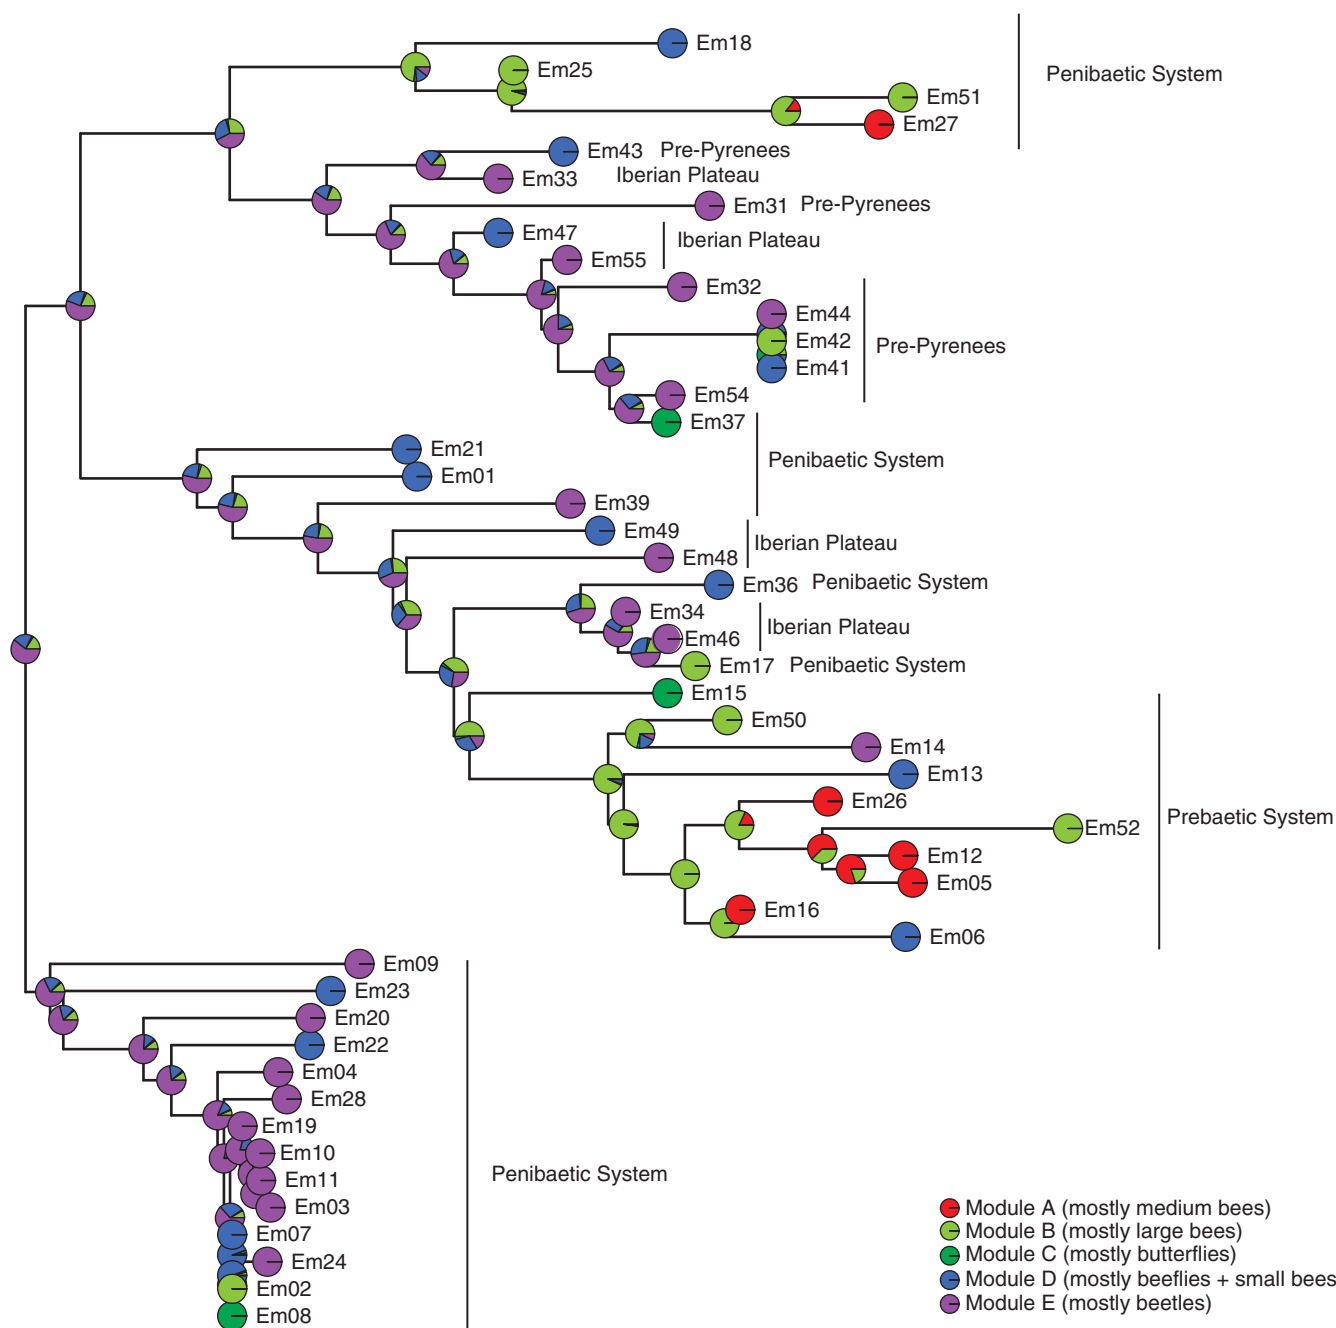 Em18
Em25
Penibaetic System
Em51
Em27
Em43 Pre-Pyrenees
Em33 Iberian Plateau
Em31 Pre-Pyrenees
Em47
Iberian Plateau
Em55
Em32
Em44
Em42
Pre-Pyrenees
Em41
Em54
Em37
Em21
Penibaetic System
Em01
Em39
Em49
Iberian Plateau
Em48
Em36 Penibaetic System
Em34
Iberian Plateau
Em46
Em17 Penibaetic System
Em15
Em50
Em14
Em13
Em26
Prebaetic System
Em52
Em12
Em05
Em16
Em06
Em09
Em23
Em20
Em22
Em04
Em28
Em19
Em10
Penibaetic System
Em11
Em03
Em07
Em24
Em02
Em08
Module A (mostly medium bees)
Module B (mostly large bees)
Module C (mostly butterflies)
Module D (mostly beeflies + small bees
Module E (mostly beetles)